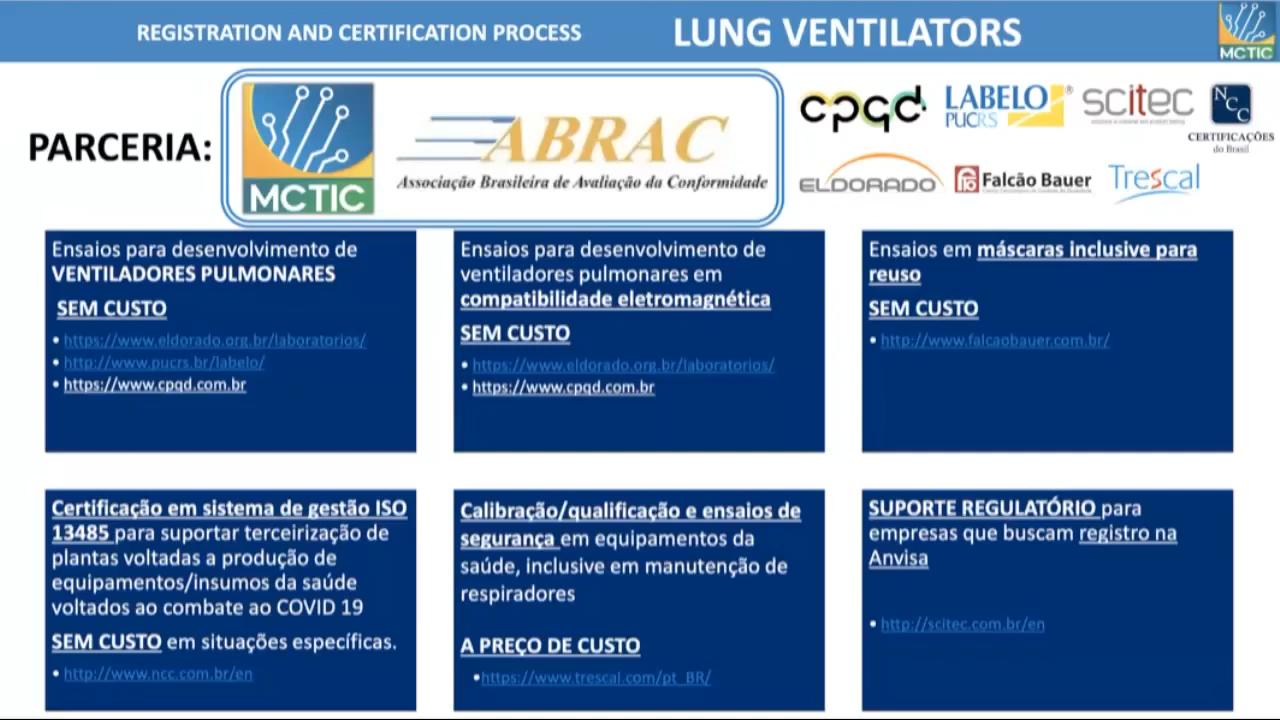 REGISTRATION AND CERTIFICATION PROCESS
LUNG VENTILATORS
MCTIC
PARCERIA:
MCTIC
ABRAC
Associação Brasileira de Avaliação da Conformidade
cpqd
LABELO
PUCRS
scitec
NCC
CERTIFICAÇÕES
do Brasil
ELDORADO
Falcão Bauer
Trescal
Ensaios para desenvolvimento de
VENTILADORES PULMONARES
SEM CUSTO
• https://www.eldorado.org.br/laboratorios/
• http://www.pucrs.br/labelo/
• https://www.cpqd.com.br
Ensaios para desenvolvimento de
ventiladores pulmonares em
compatibilidade eletromagnética
SEM CUSTO
• https://www.eldorado.org.br/laboratorios/
• https://www.cpqd.com.br
Ensaios em máscaras inclusive para
reuso
SEM CUSTO
• http://www.falcaobauer.com.br/
Certificação em sistema de gestão ISO
13485 para suportar terceirização de
plantas voltadas a produção de
equipamentos/insumos da saúde
voltados ao combate ao COVID 19
SEM CUSTO em situações específicas.
• http://www.ncc.com.br/en
Calibração/qualificação e ensaios de
segurança em equipamentos da
saúde, inclusive em manutenção de
respiradores
A PREÇO DE CUSTO
•https://www.trescal.com/pt_BR/
SUPORTE REGULATÓRIO para
empresas que buscam registro na
Anvisa
• http://scitec.com.br/en